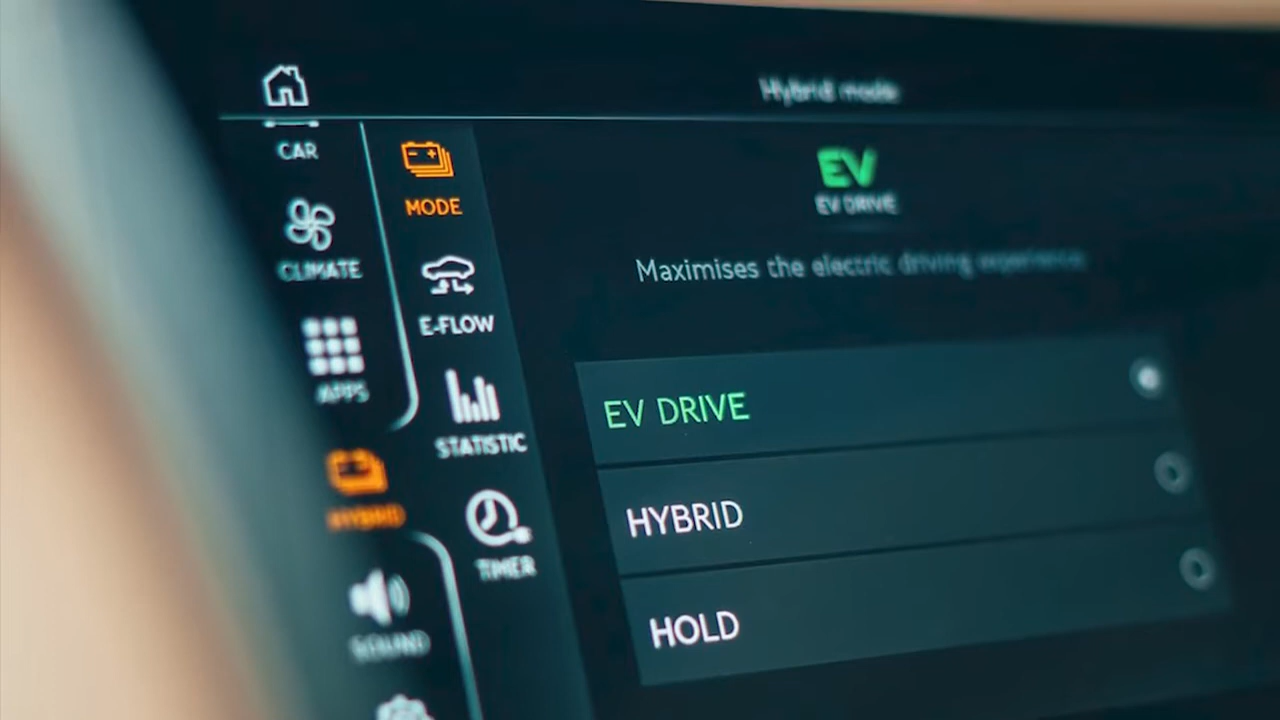 Hybrid mode
CAR
CLIMATE
APPS
HYBRID
SOUND
MODE
E-FLOW
STATISTIC
TIMER
EV
EV DRIVE
Maximises the electric driving experience
EV DRIVE
HYBRID
HOLD